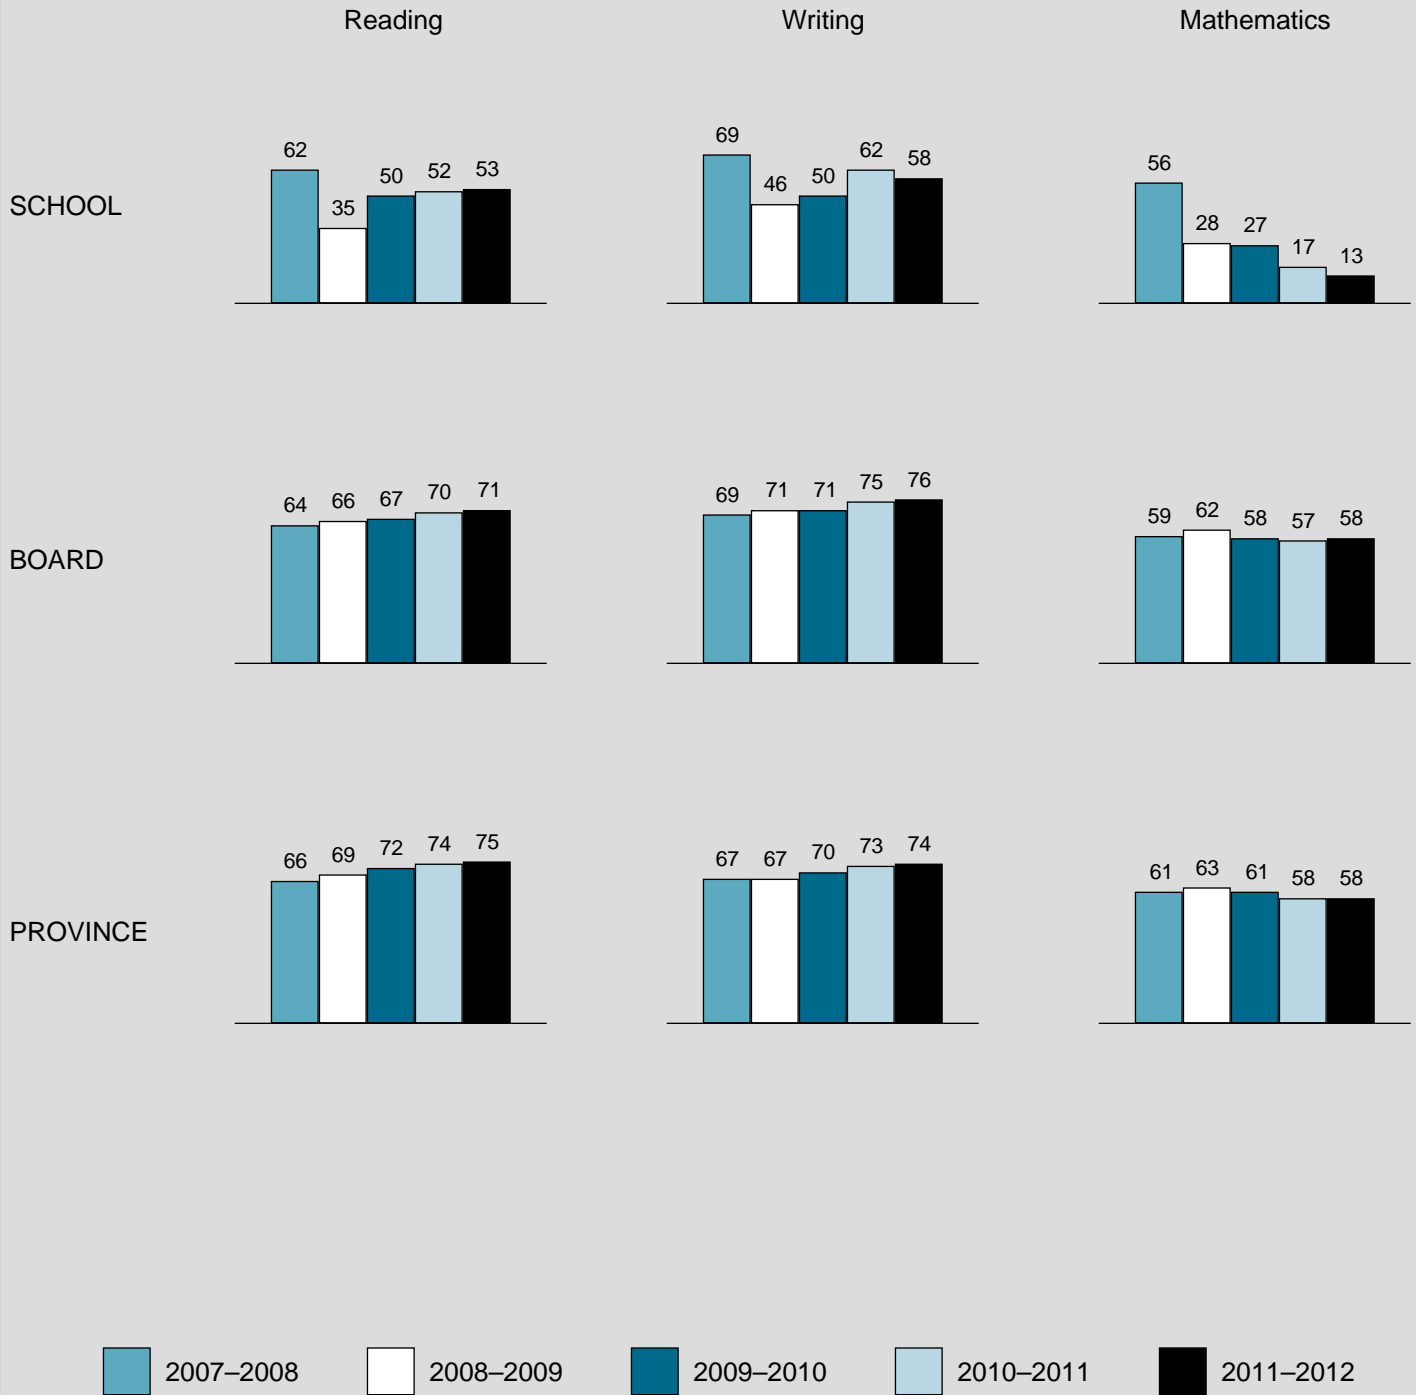 Reading Writing Mathematics
SCHOOL
62 35 50 52 53
69 46 50 62 58
56 28 27 17 13
BOARD
64 66 67 70 71
69 71 71 75 76
59 62 58 57 58
PROVINCE
66 69 72 74 75
67 67 70 73 74
61 63 61 58 58
2007–2008 2008–2009 2009–2010 2010–2011 2011–2012